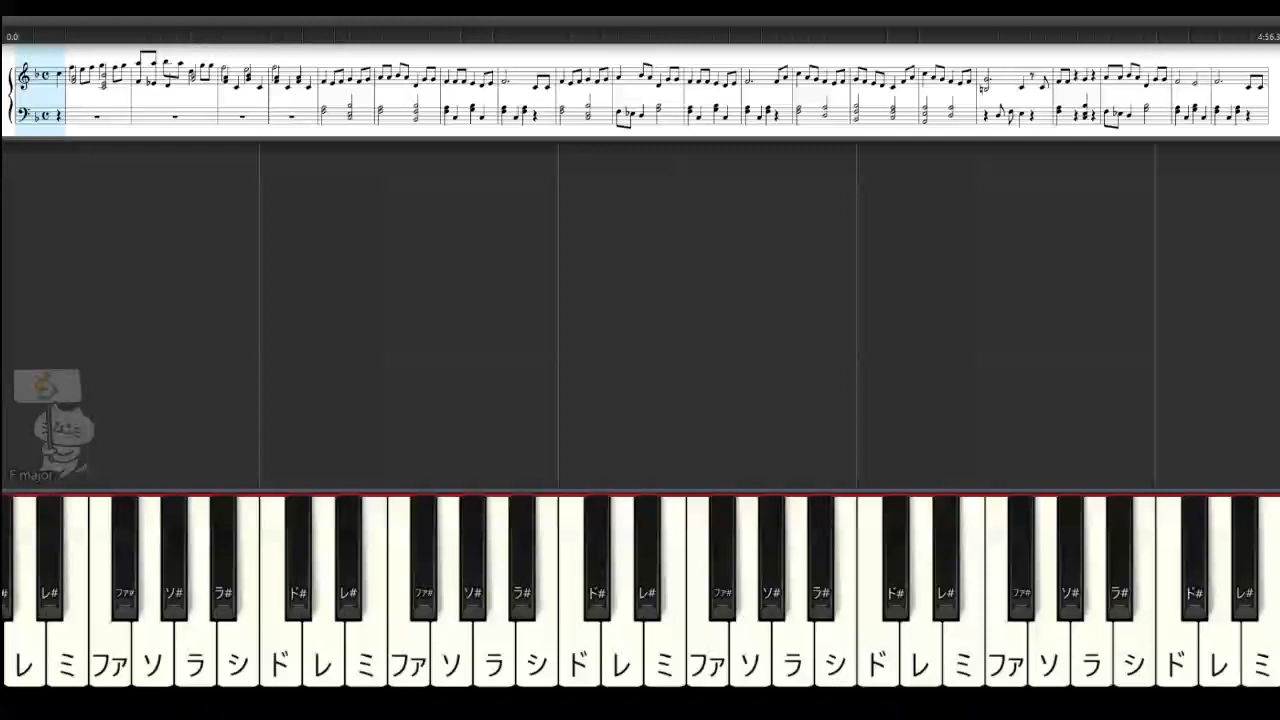 0.0 4:56.3
F major
# レ# ファ# ソ# ラ# ド# レ# ファ# ソ# ラ# ド# レ# ファ# ソ# ラ# ド# レ# ファ# ソ# ラ# ド# レ#
レ ミ ファ ソ ラ シ ド レ ミ ファ ソ ラ シ ド レ ミ ファ ソ ラ シ ド レ ミ ファ ソ ラ シ ド レ ミ